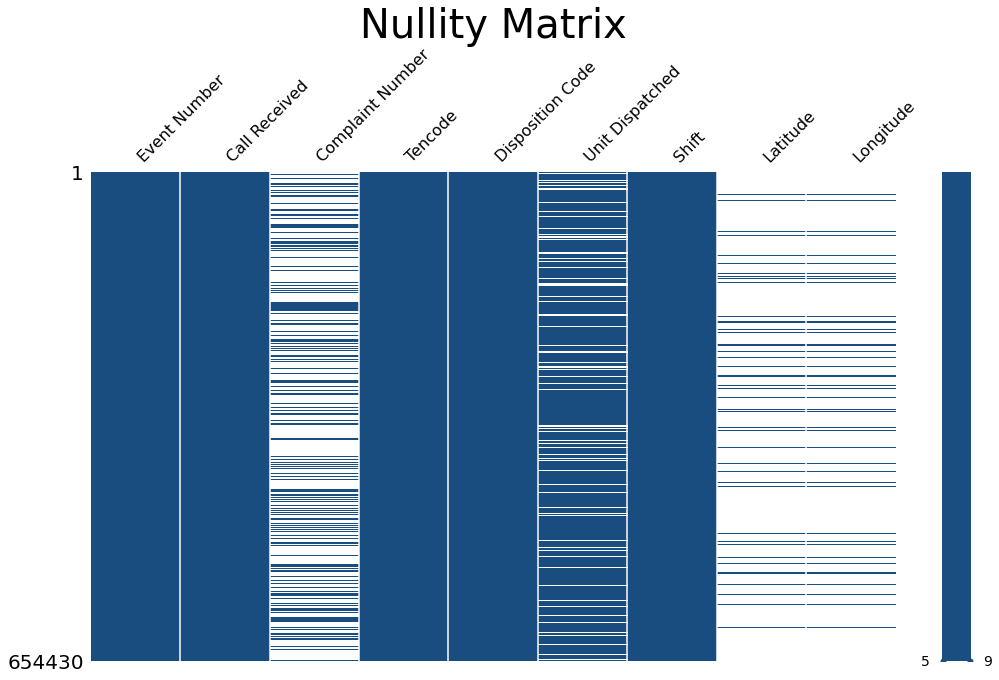 Nullity Matrix
Event Number
Call Received
Complaint Number
Tencode
Disposition Code
Unit Dispatched
Shift
Latitude
Longitude
1
654430
5
9